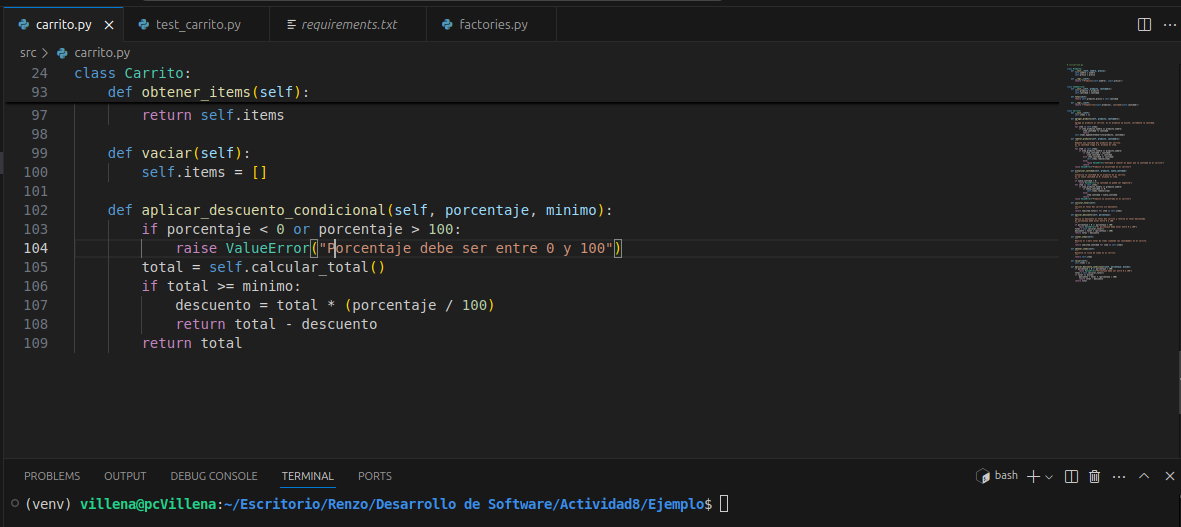 carrito.py
test_carrito.py
requirements.txt
factories.py
src > carrito.py
24 class Carrito:
93 def obtener_items(self):
97 return self.items
98
99 def vaciar(self):
100 self.items = []
101
102 def aplicar_descuento_condicional(self, porcentaje, minimo):
103 if porcentaje < 0 or porcentaje > 100:
104 raise ValueError("Porcentaje debe ser entre 0 y 100")
105 total = self.calcular_total()
106 if total >= minimo:
107 descuento = total * (porcentaje / 100)
108 return total - descuento
109 return total
PROBLEMS OUTPUT DEBUG CONSOLE TERMINAL PORTS bash
(venv) villena@pcVillena:~/Escritorio/Renzo/Desarrollo de Software/Actividad8/Ejemplo$